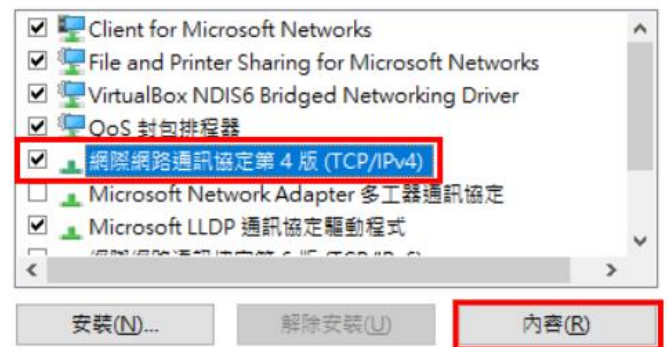 Client for Microsoft Networks
File and Printer Sharing for Microsoft Networks
VirtualBox NDIS6 Bridged Networking Driver
QoS 封包排程器
網際網路通訊協定第 4 版 (TCP/IPv4)
Microsoft Network Adapter 多工器通訊協定
Microsoft LLDP 通訊協定驅動程式
安裝(N)...
解除安裝(U)
內容(R)